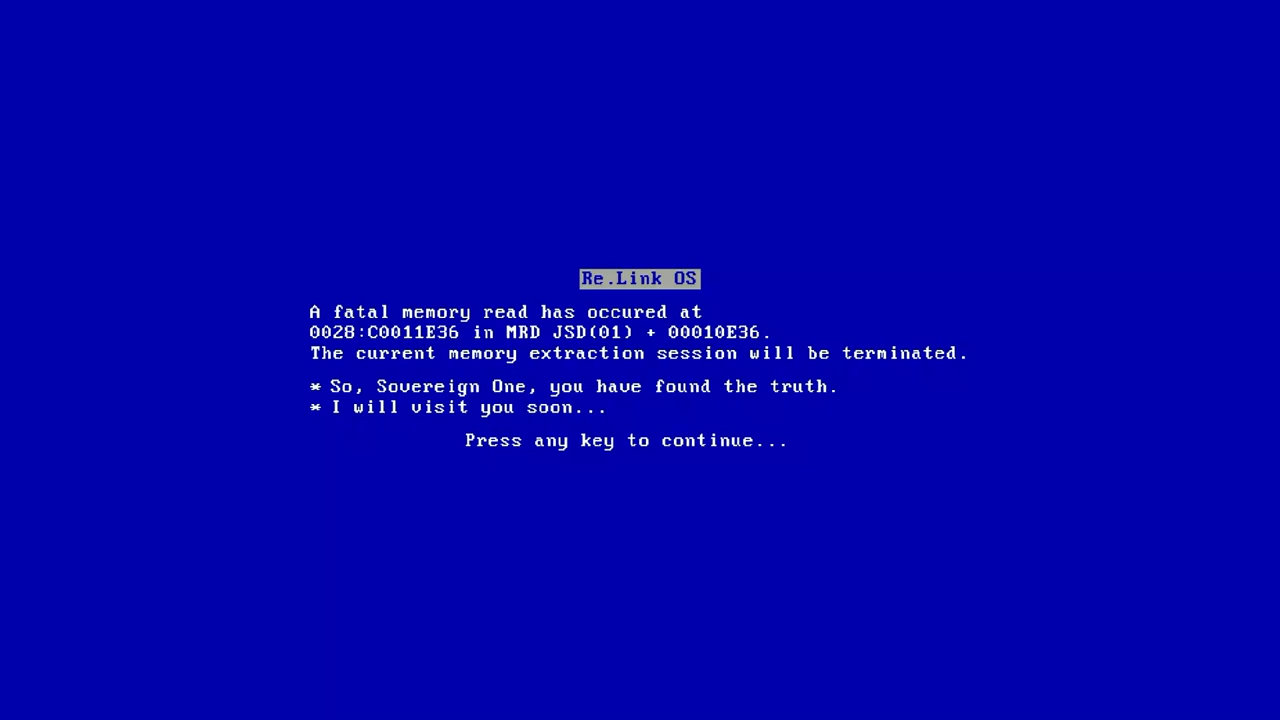 Re.Link OS
A fatal memory read has occured at
0028:C0011E36 in MRD JSD(01) + 00010E36.
The current memory extraction session will be terminated.
* So, Sovereign One, you have found the truth.
* I will visit you soon...
Press any key to continue...